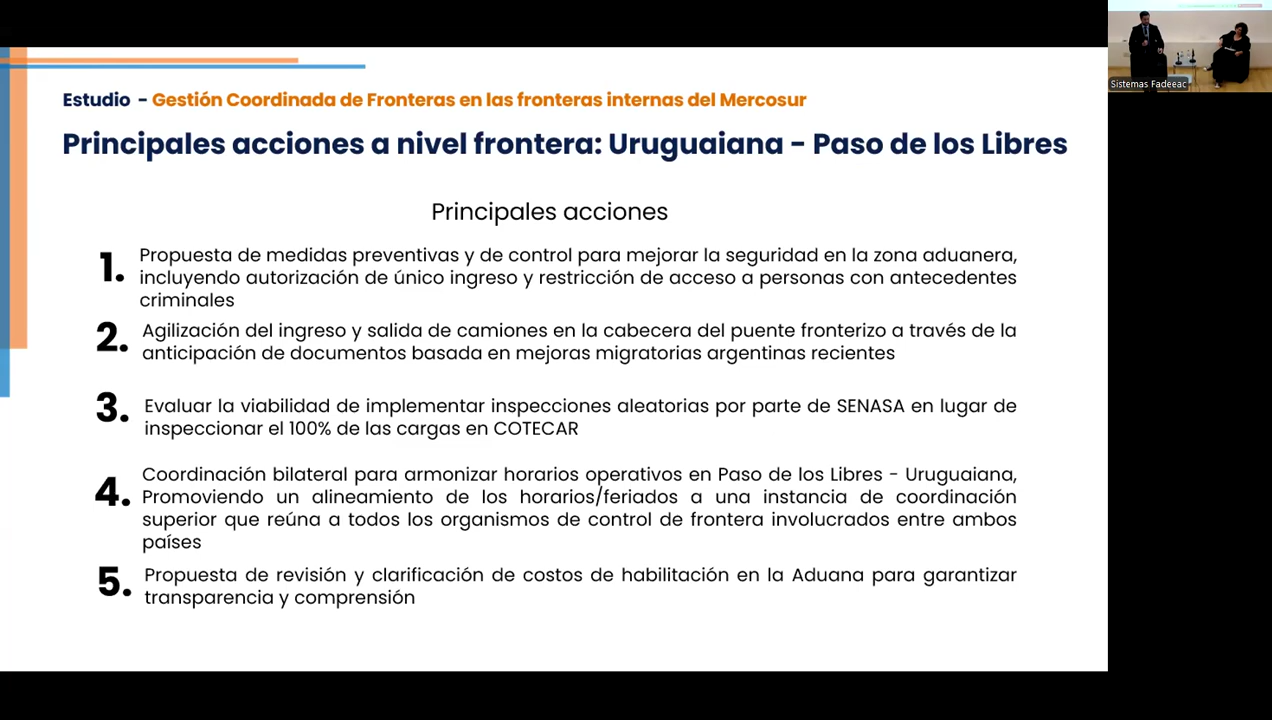 Estudio - Gestión Coordinada de Fronteras en las fronteras internas del Mercosur
Principales acciones a nivel frontera: Uruguaiana - Paso de los Libres
Principales acciones
1. Propuesta de medidas preventivas y de control para mejorar la seguridad en la zona aduanera,
incluyendo autorización de único ingreso y restricción de acceso a personas con antecedentes
criminales
2. Agilización del ingreso y salida de camiones en la cabecera del puente fronterizo a través de la
anticipación de documentos basada en mejoras migratorias argentinas recientes
3. Evaluar la viabilidad de implementar inspecciones aleatorias por parte de SENASA en lugar de
inspeccionar el 100% de las cargas en COTECAR
4. Coordinación bilateral para armonizar horarios operativos en Paso de los Libres - Uruguaiana,
Promoviendo un alineamiento de los horarios/feriados a una instancia de coordinación
superior que reúna a todos los organismos de control de frontera involucrados entre ambos
países
5. Propuesta de revisión y clarificación de costos de habilitación en la Aduana para garantizar
transparencia y comprensión
Sistemas Fadeeac